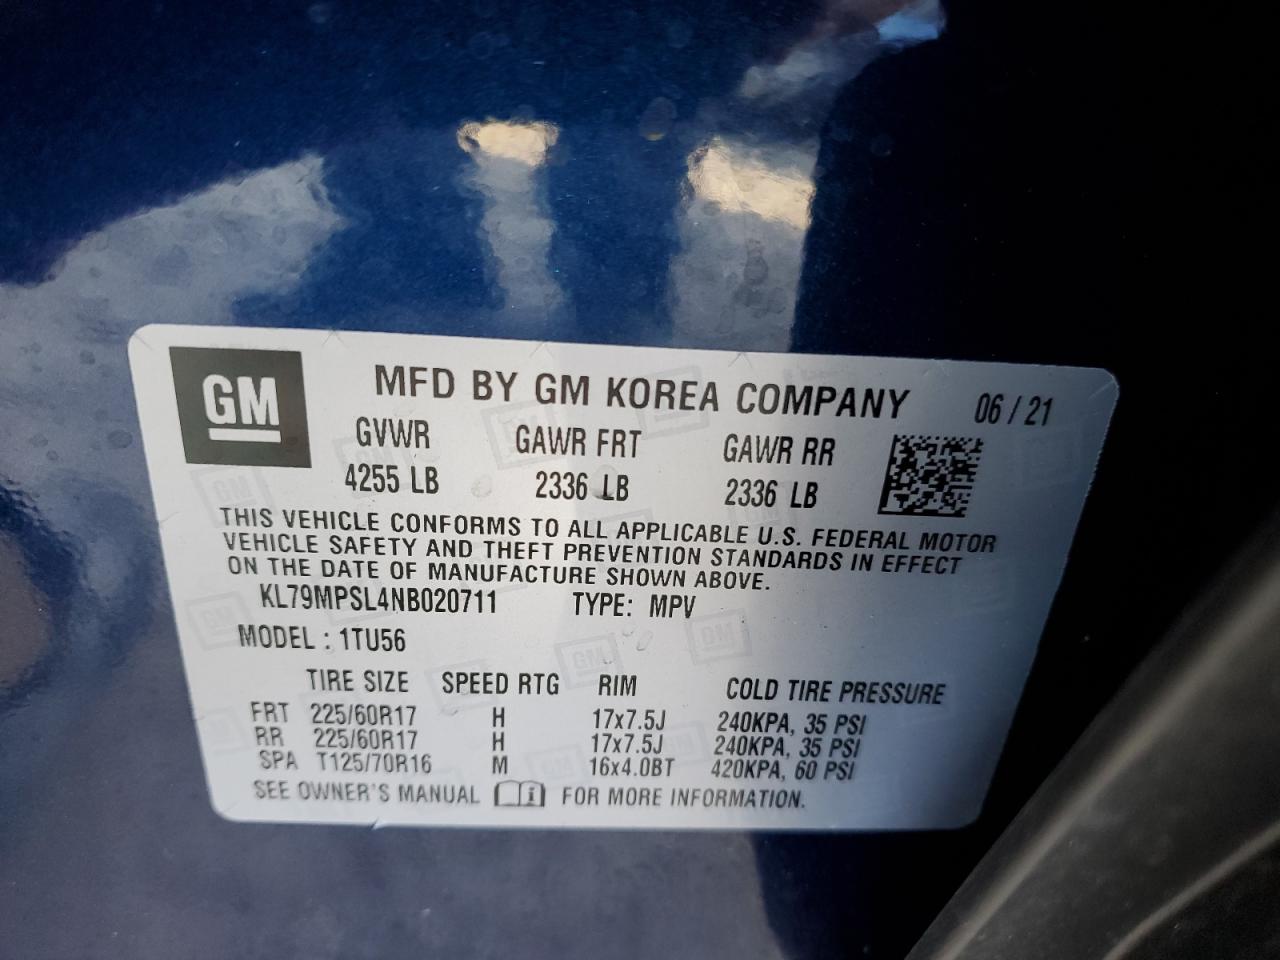 GM
MFD BY GM KOREA COMPANY 06 / 21
GVWR GAWR FRT GAWR RR
4255 LB 2336 LB 2336 LB
THIS VEHICLE CONFORMS TO ALL APPLICABLE U.S. FEDERAL MOTOR
VEHICLE SAFETY AND THEFT PREVENTION STANDARDS IN EFFECT
ON THE DATE OF MANUFACTURE SHOWN ABOVE.
KL79MPSL4NB020711 TYPE: MPV
MODEL : 1TU56
TIRE SIZE SPEED RTG RIM COLD TIRE PRESSURE
FRT 225/60R17 H 17x7.5J 240KPA, 35 PSI
RR 225/60R17 H 17x7.5J 240KPA, 35 PSI
SPA T125/70R16 M 16x4.0BT 420KPA, 60 PSI
SEE OWNER'S MANUAL i FOR MORE INFORMATION.